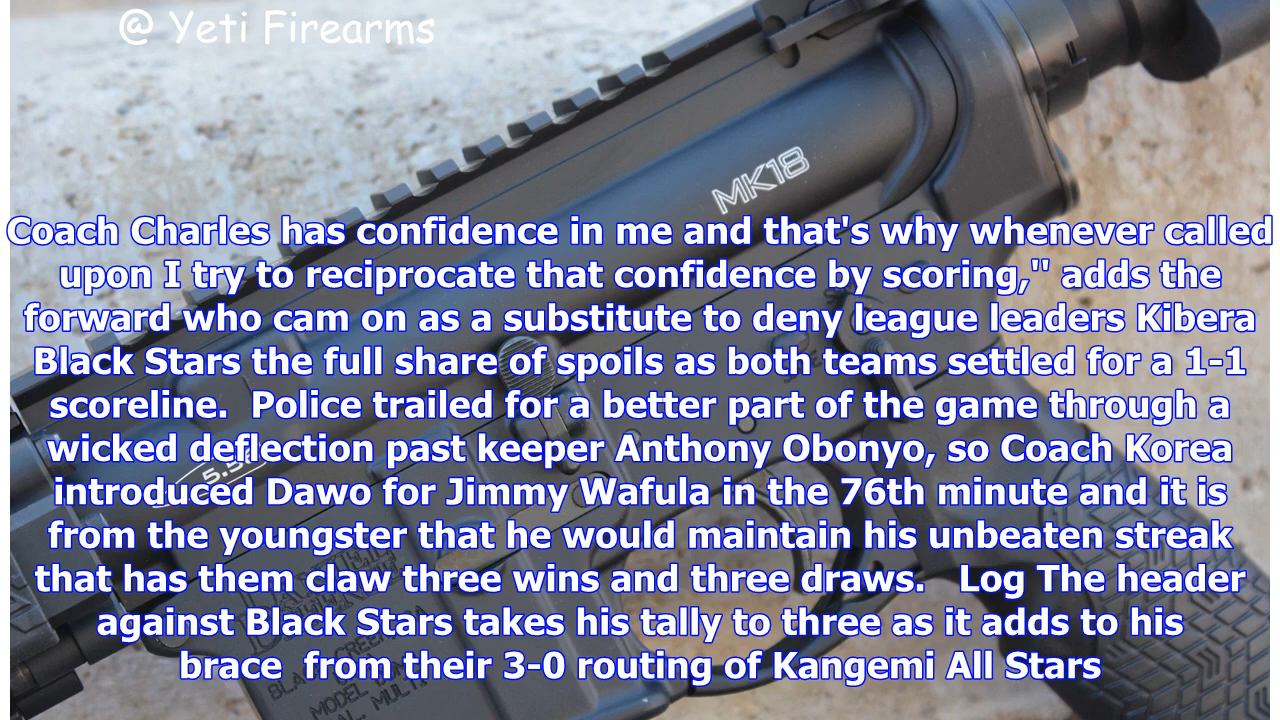 @ Yeti Firearms
MK18
Coach Charles has confidence in me and that's why whenever called
upon I try to reciprocate that confidence by scoring," adds the
forward who cam on as a substitute to deny league leaders Kibera
Black Stars the full share of spoils as both teams settled for a 1-1
scoreline.  Police trailed for a better part of the game through a
wicked deflection past keeper Anthony Obonyo, so Coach Korea
introduced Dawo for Jimmy Wafula in the 76th minute and it is
from the youngster that he would maintain his unbeaten streak
that has them claw three wins and three draws.   Log The header
against Black Stars takes his tally to three as it adds to his
brace  from their 3-0 routing of Kangemi All Stars
MODEL